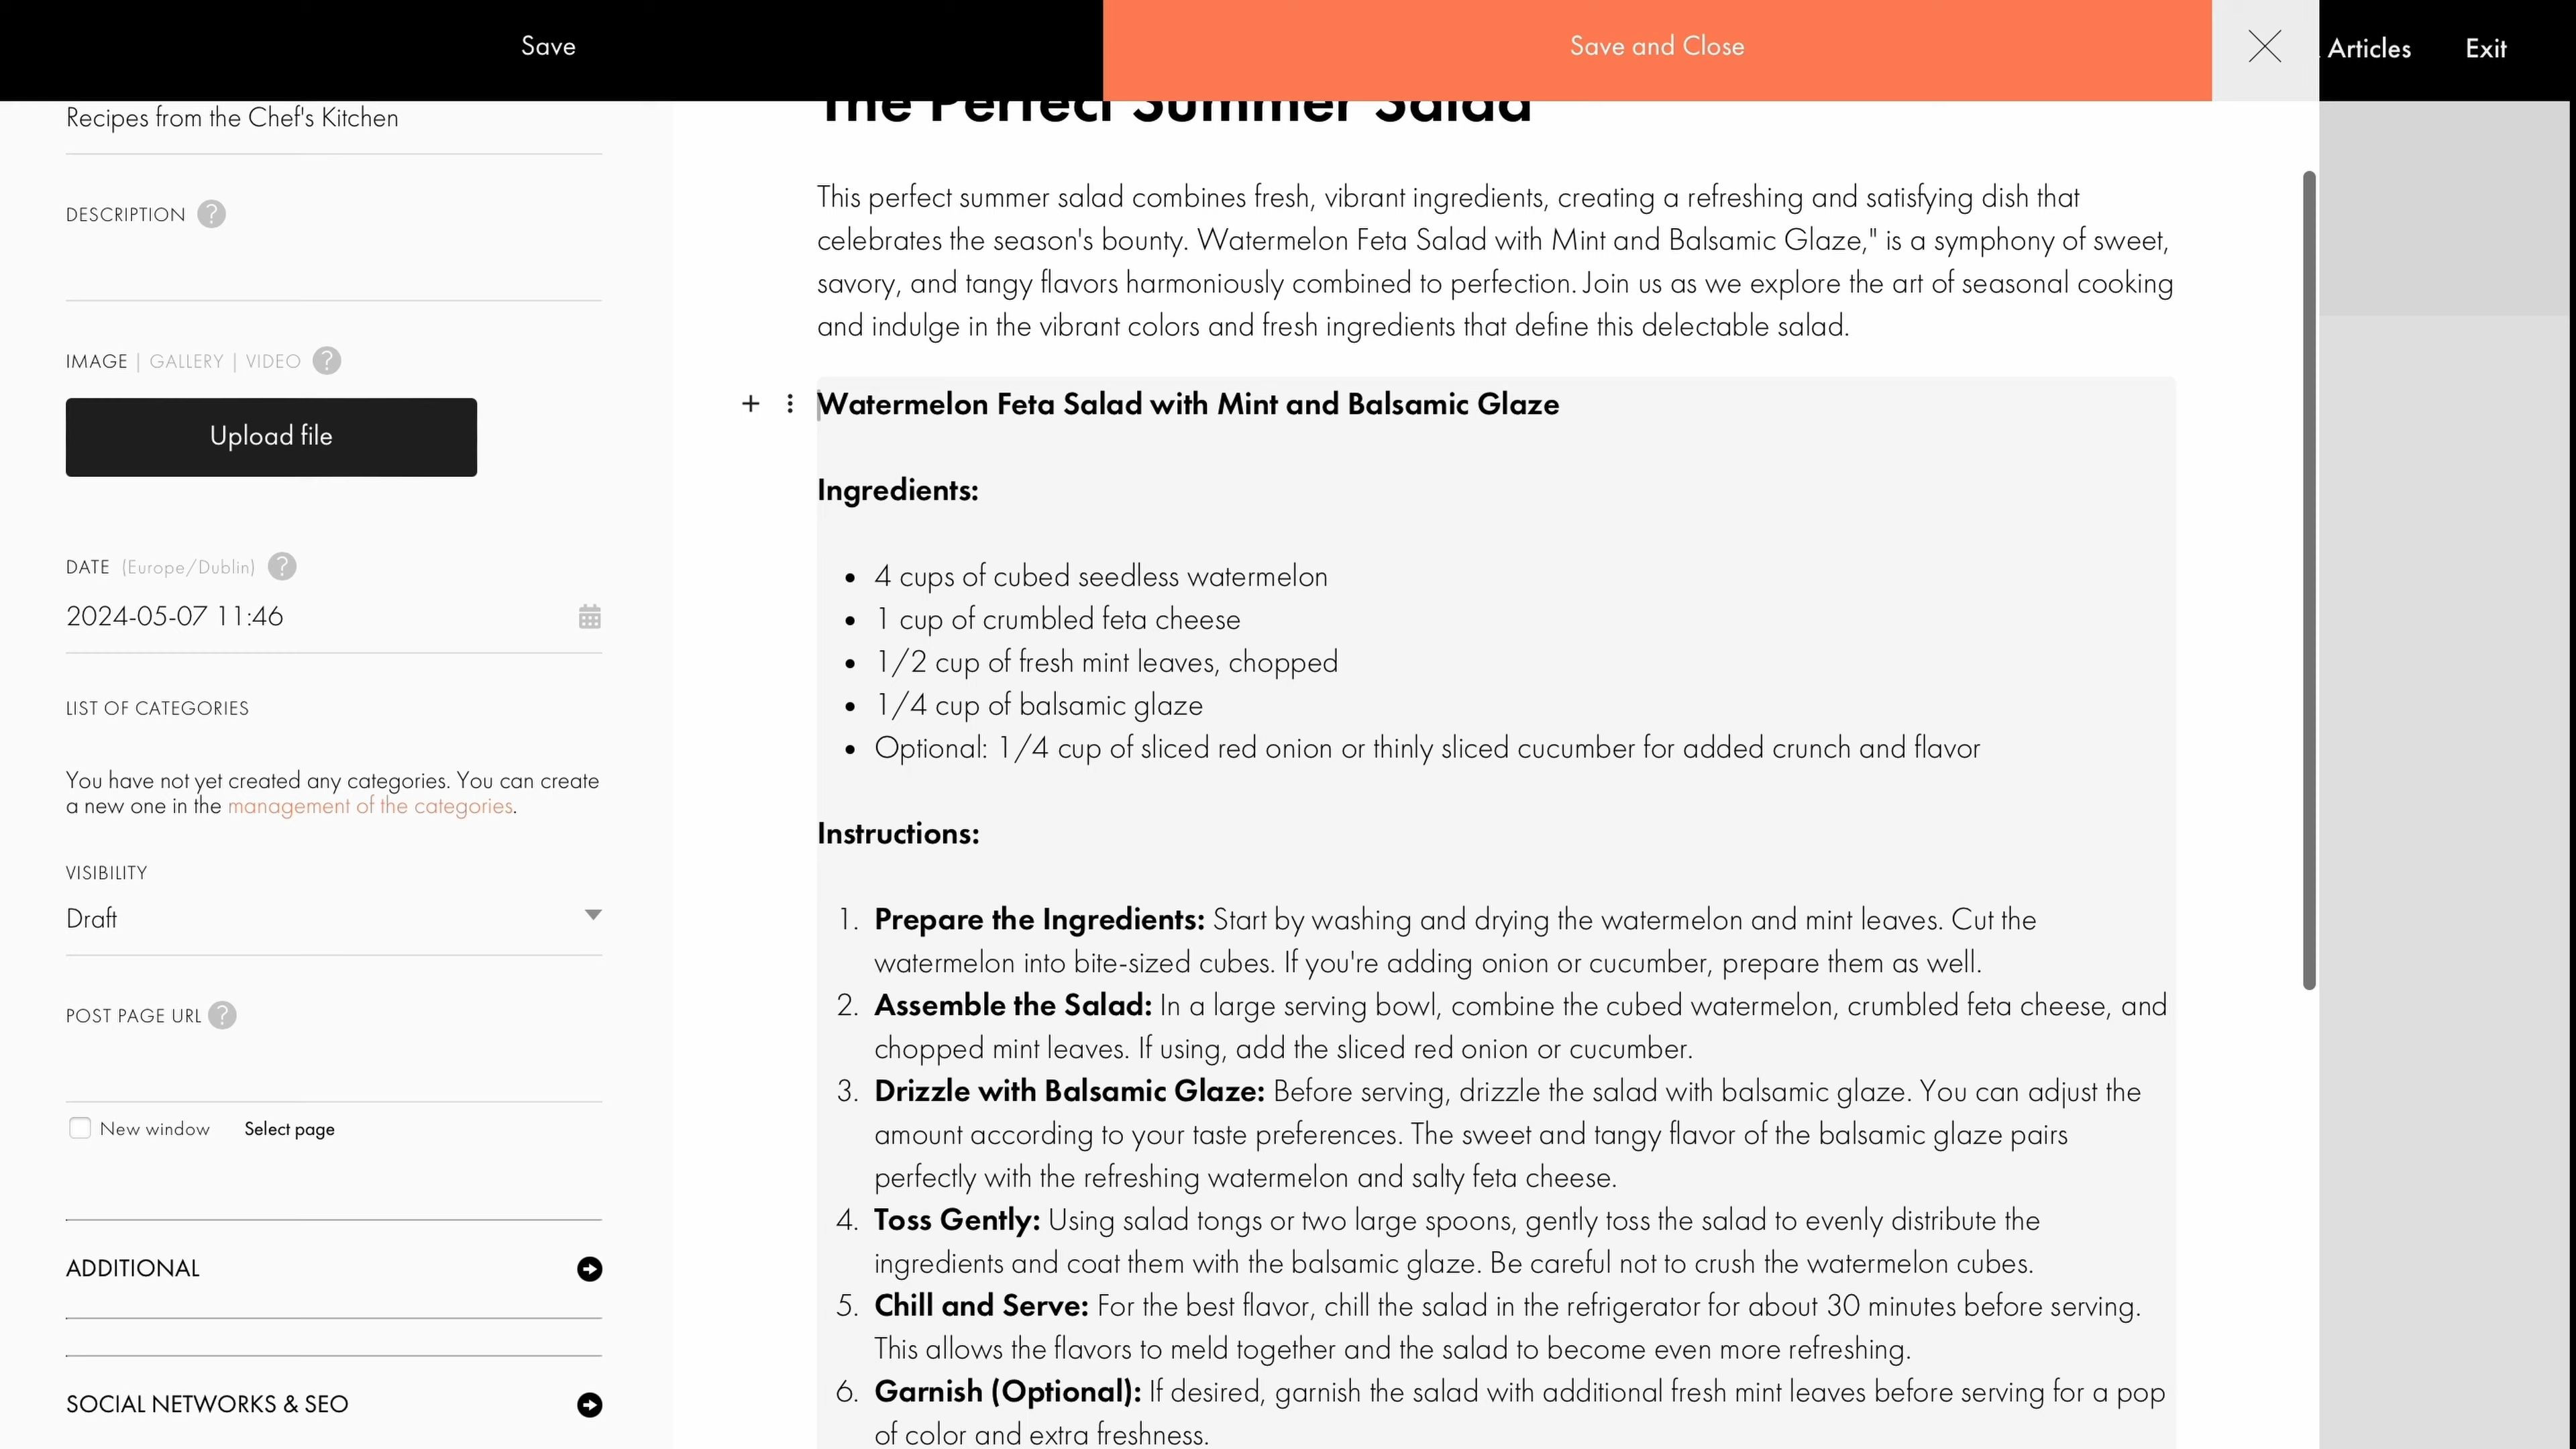 Save
Save and Close
Articles
Exit
Recipes from the Chef's Kitchen
DESCRIPTION ?
IMAGE | GALLERY | VIDEO ?
Upload file
DATE (Europe/Dublin) ?
2024-05-07 11:46
LIST OF CATEGORIES
You have not yet created any categories. You can create
a new one in the management of the categories.
VISIBILITY
Draft
POST PAGE URL ?
New window
Select page
ADDITIONAL
SOCIAL NETWORKS & SEO
The Perfect Summer Salad
This perfect summer salad combines fresh, vibrant ingredients, creating a refreshing and satisfying dish that
celebrates the season's bounty. Watermelon Feta Salad with Mint and Balsamic Glaze," is a symphony of sweet,
savory, and tangy flavors harmoniously combined to perfection. Join us as we explore the art of seasonal cooking
and indulge in the vibrant colors and fresh ingredients that define this delectable salad.
Watermelon Feta Salad with Mint and Balsamic Glaze
Ingredients:
• 4 cups of cubed seedless watermelon
• 1 cup of crumbled feta cheese
• 1/2 cup of fresh mint leaves, chopped
• 1/4 cup of balsamic glaze
• Optional: 1/4 cup of sliced red onion or thinly sliced cucumber for added crunch and flavor
Instructions:
1. Prepare the Ingredients: Start by washing and drying the watermelon and mint leaves. Cut the
watermelon into bite-sized cubes. If you're adding onion or cucumber, prepare them as well.
2. Assemble the Salad: In a large serving bowl, combine the cubed watermelon, crumbled feta cheese, and
chopped mint leaves. If using, add the sliced red onion or cucumber.
3. Drizzle with Balsamic Glaze: Before serving, drizzle the salad with balsamic glaze. You can adjust the
amount according to your taste preferences. The sweet and tangy flavor of the balsamic glaze pairs
perfectly with the refreshing watermelon and salty feta cheese.
4. Toss Gently: Using salad tongs or two large spoons, gently toss the salad to evenly distribute the
ingredients and coat them with the balsamic glaze. Be careful not to crush the watermelon cubes.
5. Chill and Serve: For the best flavor, chill the salad in the refrigerator for about 30 minutes before serving.
This allows the flavors to meld together and the salad to become even more refreshing.
6. Garnish (Optional): If desired, garnish the salad with additional fresh mint leaves before serving for a pop
of color and extra freshness.